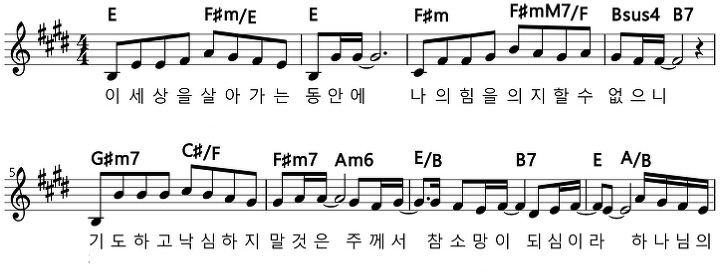 E F♯m/E E F♯m F♯mM7/F Bsus4 B7
4 4
이 세 상 을 살 아 가 는 동 안 에 나 의 힘 을 의 지 할 수 없 으 니
G♯m7 C♯/F F♯m7 Am6 E/B B7 E A/B
5
기 도 하 고 낙 심 하 지 말 것 은 주 께 서 참 소 망 이 되 심 이 라 하 나 님 의